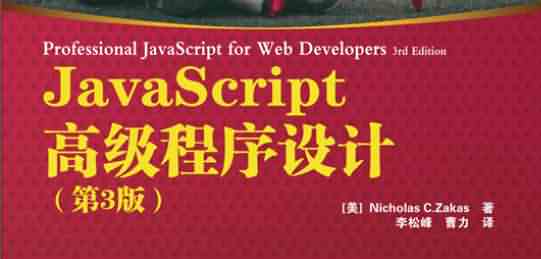 Professional JavaScript for Web Developers 3rd Edition
JavaScript
高级程序设计
（第3版）
[美] Nicholas C.Zakas 著
李松峰 曹力 译